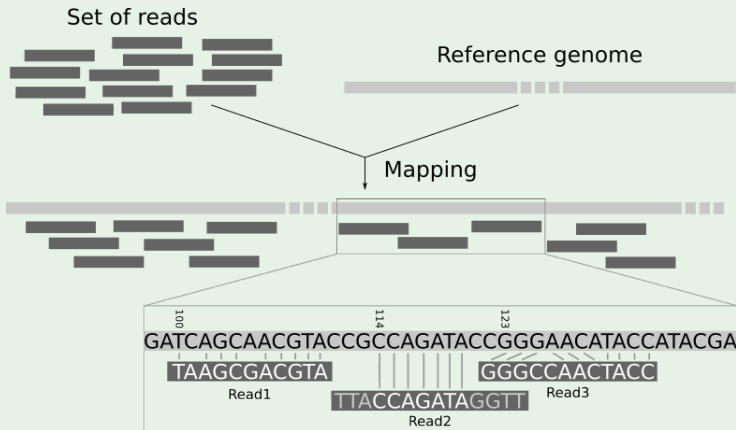 Set of reads
Reference genome
Mapping
100
114
123
GATCAGCAACGTACCGCCAGATACCGGGAACATACCATACGA
TAAGCGACGTA
GGGCCAACTACC
Read1
Read3
TTACCAGATAGGTT
Read2